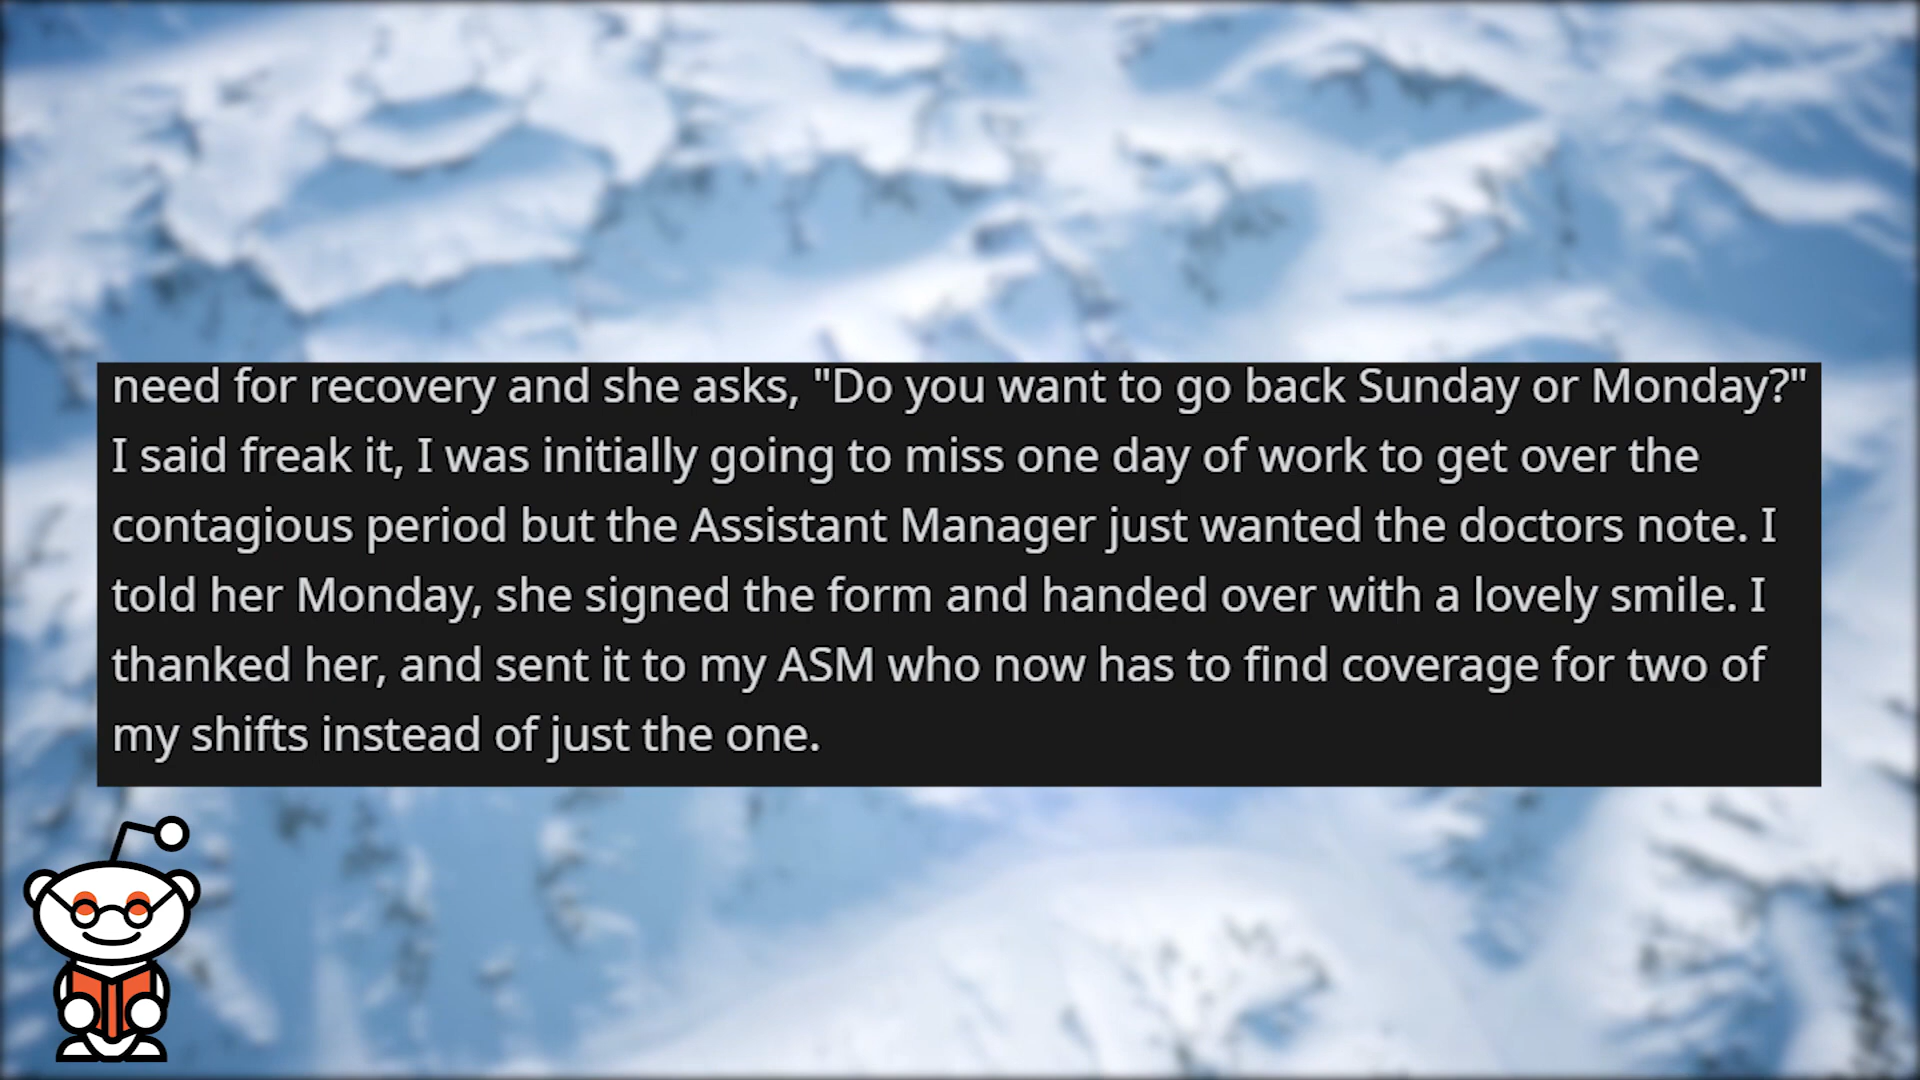 need for recovery and she asks, "Do you want to go back Sunday or Monday?"
I said freak it, I was initially going to miss one day of work to get over the
contagious period but the Assistant Manager just wanted the doctors note. I
told her Monday, she signed the form and handed over with a lovely smile. I
thanked her, and sent it to my ASM who now has to find coverage for two of
my shifts instead of just the one.